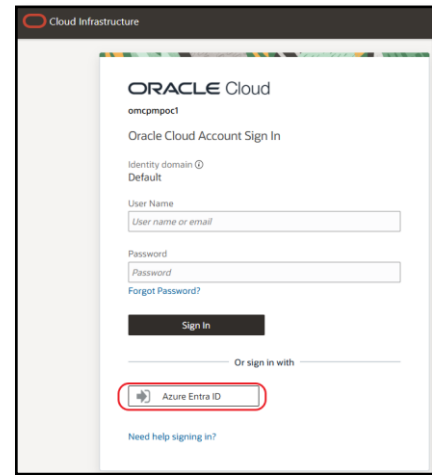 Cloud Infrastructure
ORACLE Cloud
omcpmpoc1
Oracle Cloud Account Sign In
Identity domain
Default
User Name
User name or email
Password
Password
Forgot Password?
Sign In
Or sign in with
Azure Entra ID
Need help signing in?